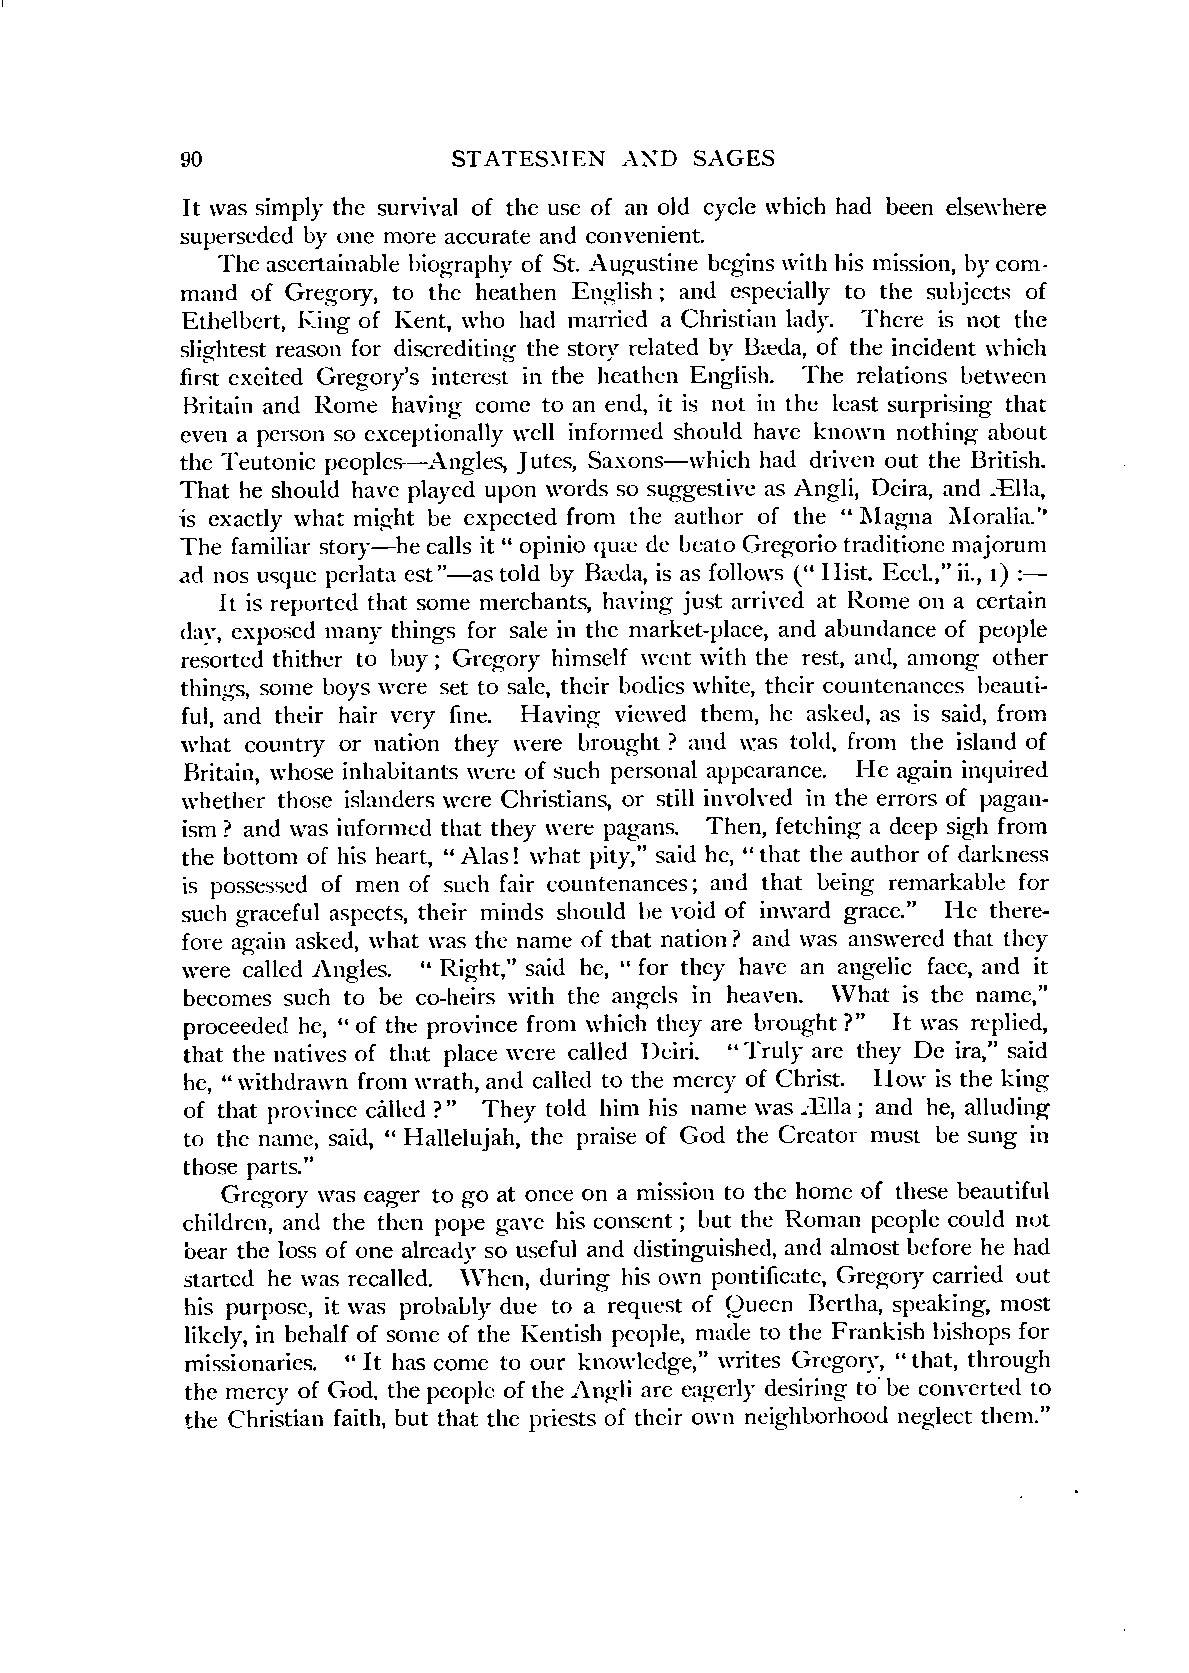 90 STATESMEN AND SAGES
It was simply the survival of the use of an old cycle which had been elsewhere
superseded by one more accurate and convenient.
The ascertainable biography of St. Augustine begins with his mission, by com-
mand of Gregory, to the heathen English; and especially to the subjects of
Ethelbert, King of Kent, who had married a Christian lady. There is not the
slightest reason for discrediting the story related by Bæda, of the incident which
first excited Gregory's interest in the heathen English. The relations between
Britain and Rome having come to an end, it is not in the least surprising that
even a person so exceptionally well informed should have known nothing about
the Teutonic peoples—Angles, Jutes, Saxons—which had driven out the British.
That he should have played upon words so suggestive as Angli, Deira, and Ælla,
is exactly what might be expected from the author of the "Magna Moralia."
The familiar story—he calls it "opinio quæ de beato Gregorio traditione majorum
ad nos usque perlata est"—as told by Bæda, is as follows ("Hist. Eccl.," ii., 1) :—
It is reported that some merchants, having just arrived at Rome on a certain
day, exposed many things for sale in the market-place, and abundance of people
resorted thither to buy; Gregory himself went with the rest, and, among other
things, some boys were set to sale, their bodies white, their countenances beauti-
ful, and their hair very fine. Having viewed them, he asked, as is said, from
what country or nation they were brought? and was told, from the island of
Britain, whose inhabitants were of such personal appearance. He again inquired
whether those islanders were Christians, or still involved in the errors of pagan-
ism? and was informed that they were pagans. Then, fetching a deep sigh from
the bottom of his heart, "Alas! what pity," said he, "that the author of darkness
is possessed of men of such fair countenances; and that being remarkable for
such graceful aspects, their minds should be void of inward grace." He there-
fore again asked, what was the name of that nation? and was answered that they
were called Angles. "Right," said he, "for they have an angelic face, and it
becomes such to be co-heirs with the angels in heaven. What is the name,"
proceeded he, "of the province from which they are brought?" It was replied,
that the natives of that place were called Deiri. "Truly are they De ira," said
he, "withdrawn from wrath, and called to the mercy of Christ. How is the king
of that province called?" They told him his name was Ælla; and he, alluding
to the name, said, "Hallelujah, the praise of God the Creator must be sung in
those parts."
Gregory was eager to go at once on a mission to the home of these beautiful
children, and the then pope gave his consent; but the Roman people could not
bear the loss of one already so useful and distinguished, and almost before he had
started he was recalled. When, during his own pontificate, Gregory carried out
his purpose, it was probably due to a request of Queen Bertha, speaking, most
likely, in behalf of some of the Kentish people, made to the Frankish bishops for
missionaries. "It has come to our knowledge," writes Gregory, "that, through
the mercy of God, the people of the Angli are eagerly desiring to be converted to
the Christian faith, but that the priests of their own neighborhood neglect them."